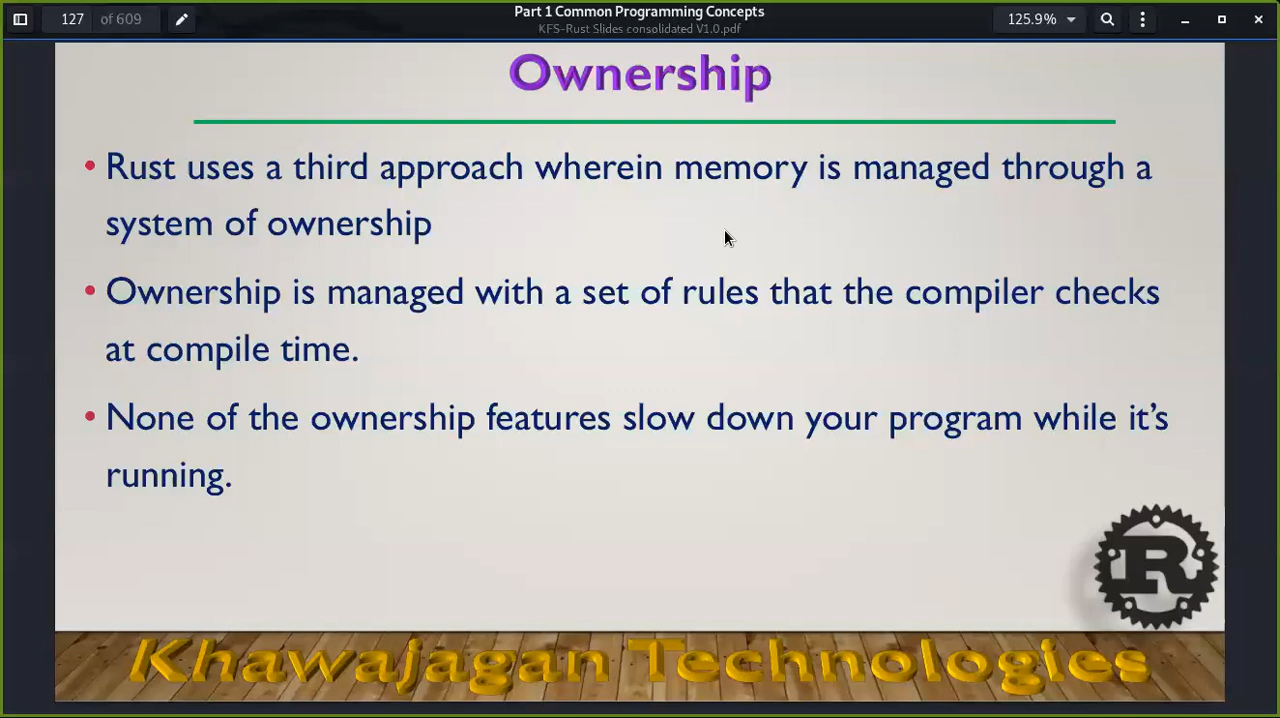 127 of 609
Part 1 Common Programming Concepts
KFS-Rust Slides consolidated V1.0.pdf
125.9%
Ownership
• Rust uses a third approach wherein memory is managed through a
system of ownership
• Ownership is managed with a set of rules that the compiler checks
at compile time.
• None of the ownership features slow down your program while it’s
running.
R
Khawajagan Technologies